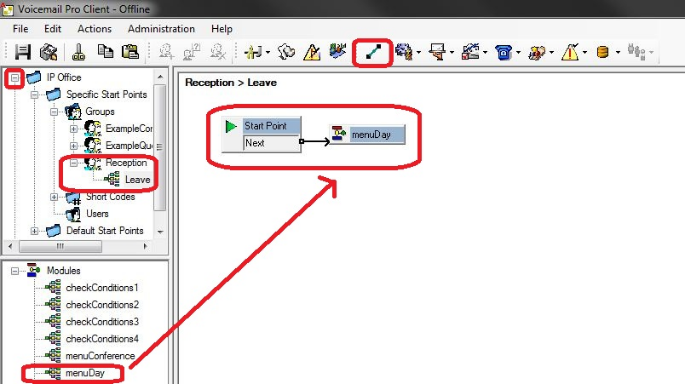 Voicemail Pro Client - Offline
File Edit Actions Administration Help
IP Office
Specific Start Points
Groups
ExampleCor
ExampleQue
Reception
Leave
Short Codes
Users
Default Start Points
Modules
checkConditions1
checkConditions2
checkConditions3
checkConditions4
menuConference
menuDay
Reception > Leave
Start Point
Next
menuDay